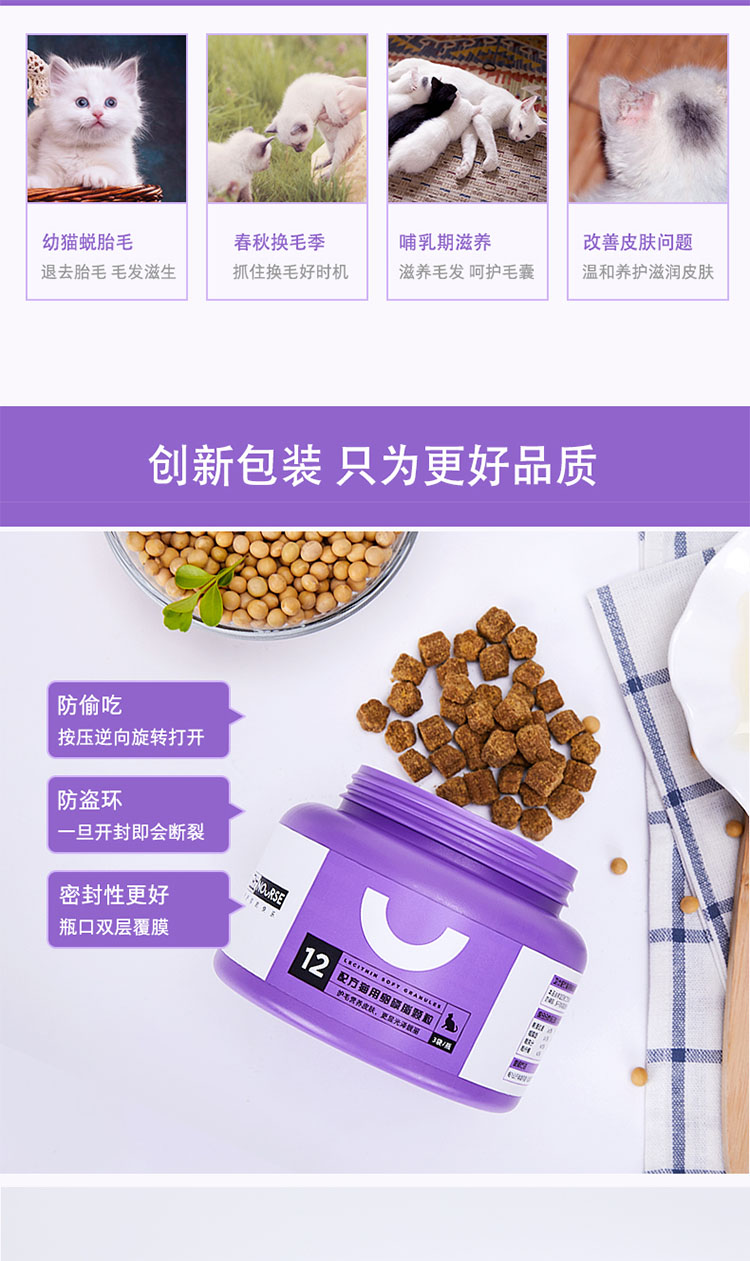 幼猫蜕胎毛
退去胎毛 毛发滋生
春秋换毛季
抓住换毛好时机
哺乳期滋养
滋养毛发 呵护毛囊
改善皮肤问题
温和养护滋润皮肤
创新包装 只为更好品质
防偷吃
按压逆向旋转打开
防盗环
一旦开封即会断裂
密封性更好
瓶口双层覆膜
NOURSE
12
LECITHIN SOFT GRANULES
配方猫用卵磷脂颗粒
护毛营养皮肤，更显光泽靓丽
3袋/瓶